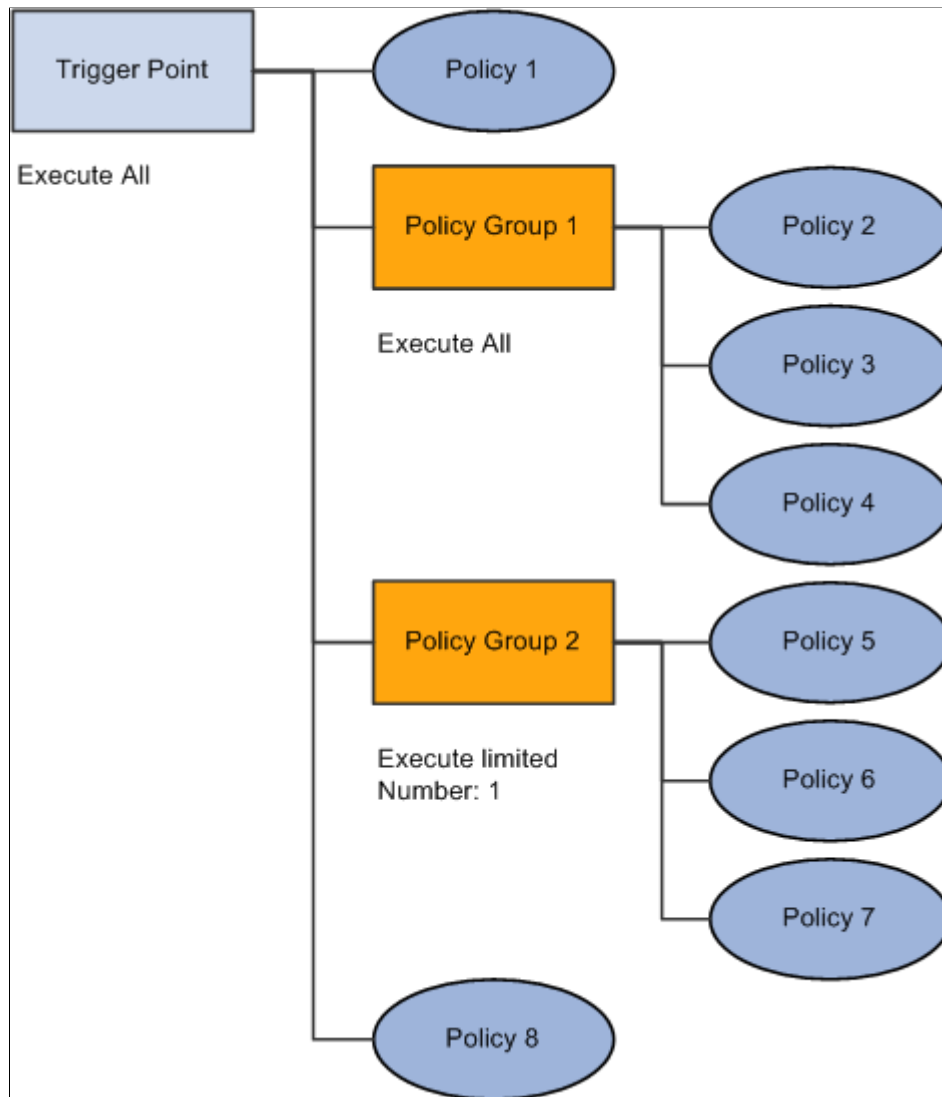 Trigger Point
Policy 1
Execute All
Policy Group 1
Policy 2
Execute All
Policy 3
Policy 4
Policy Group 2
Policy 5
Execute limited
Number: 1
Policy 6
Policy 7
Policy 8